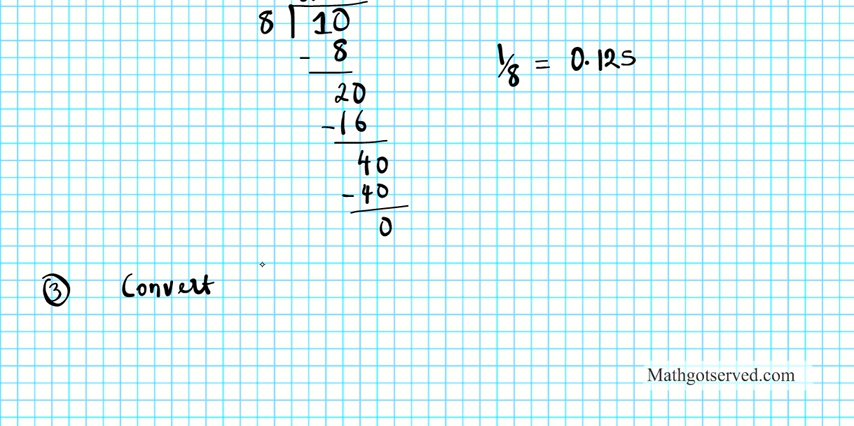 8 | 10
- 8
20
-16
40
-40
0
1/8 = 0.125
③ Convert
Mathgotserved.com